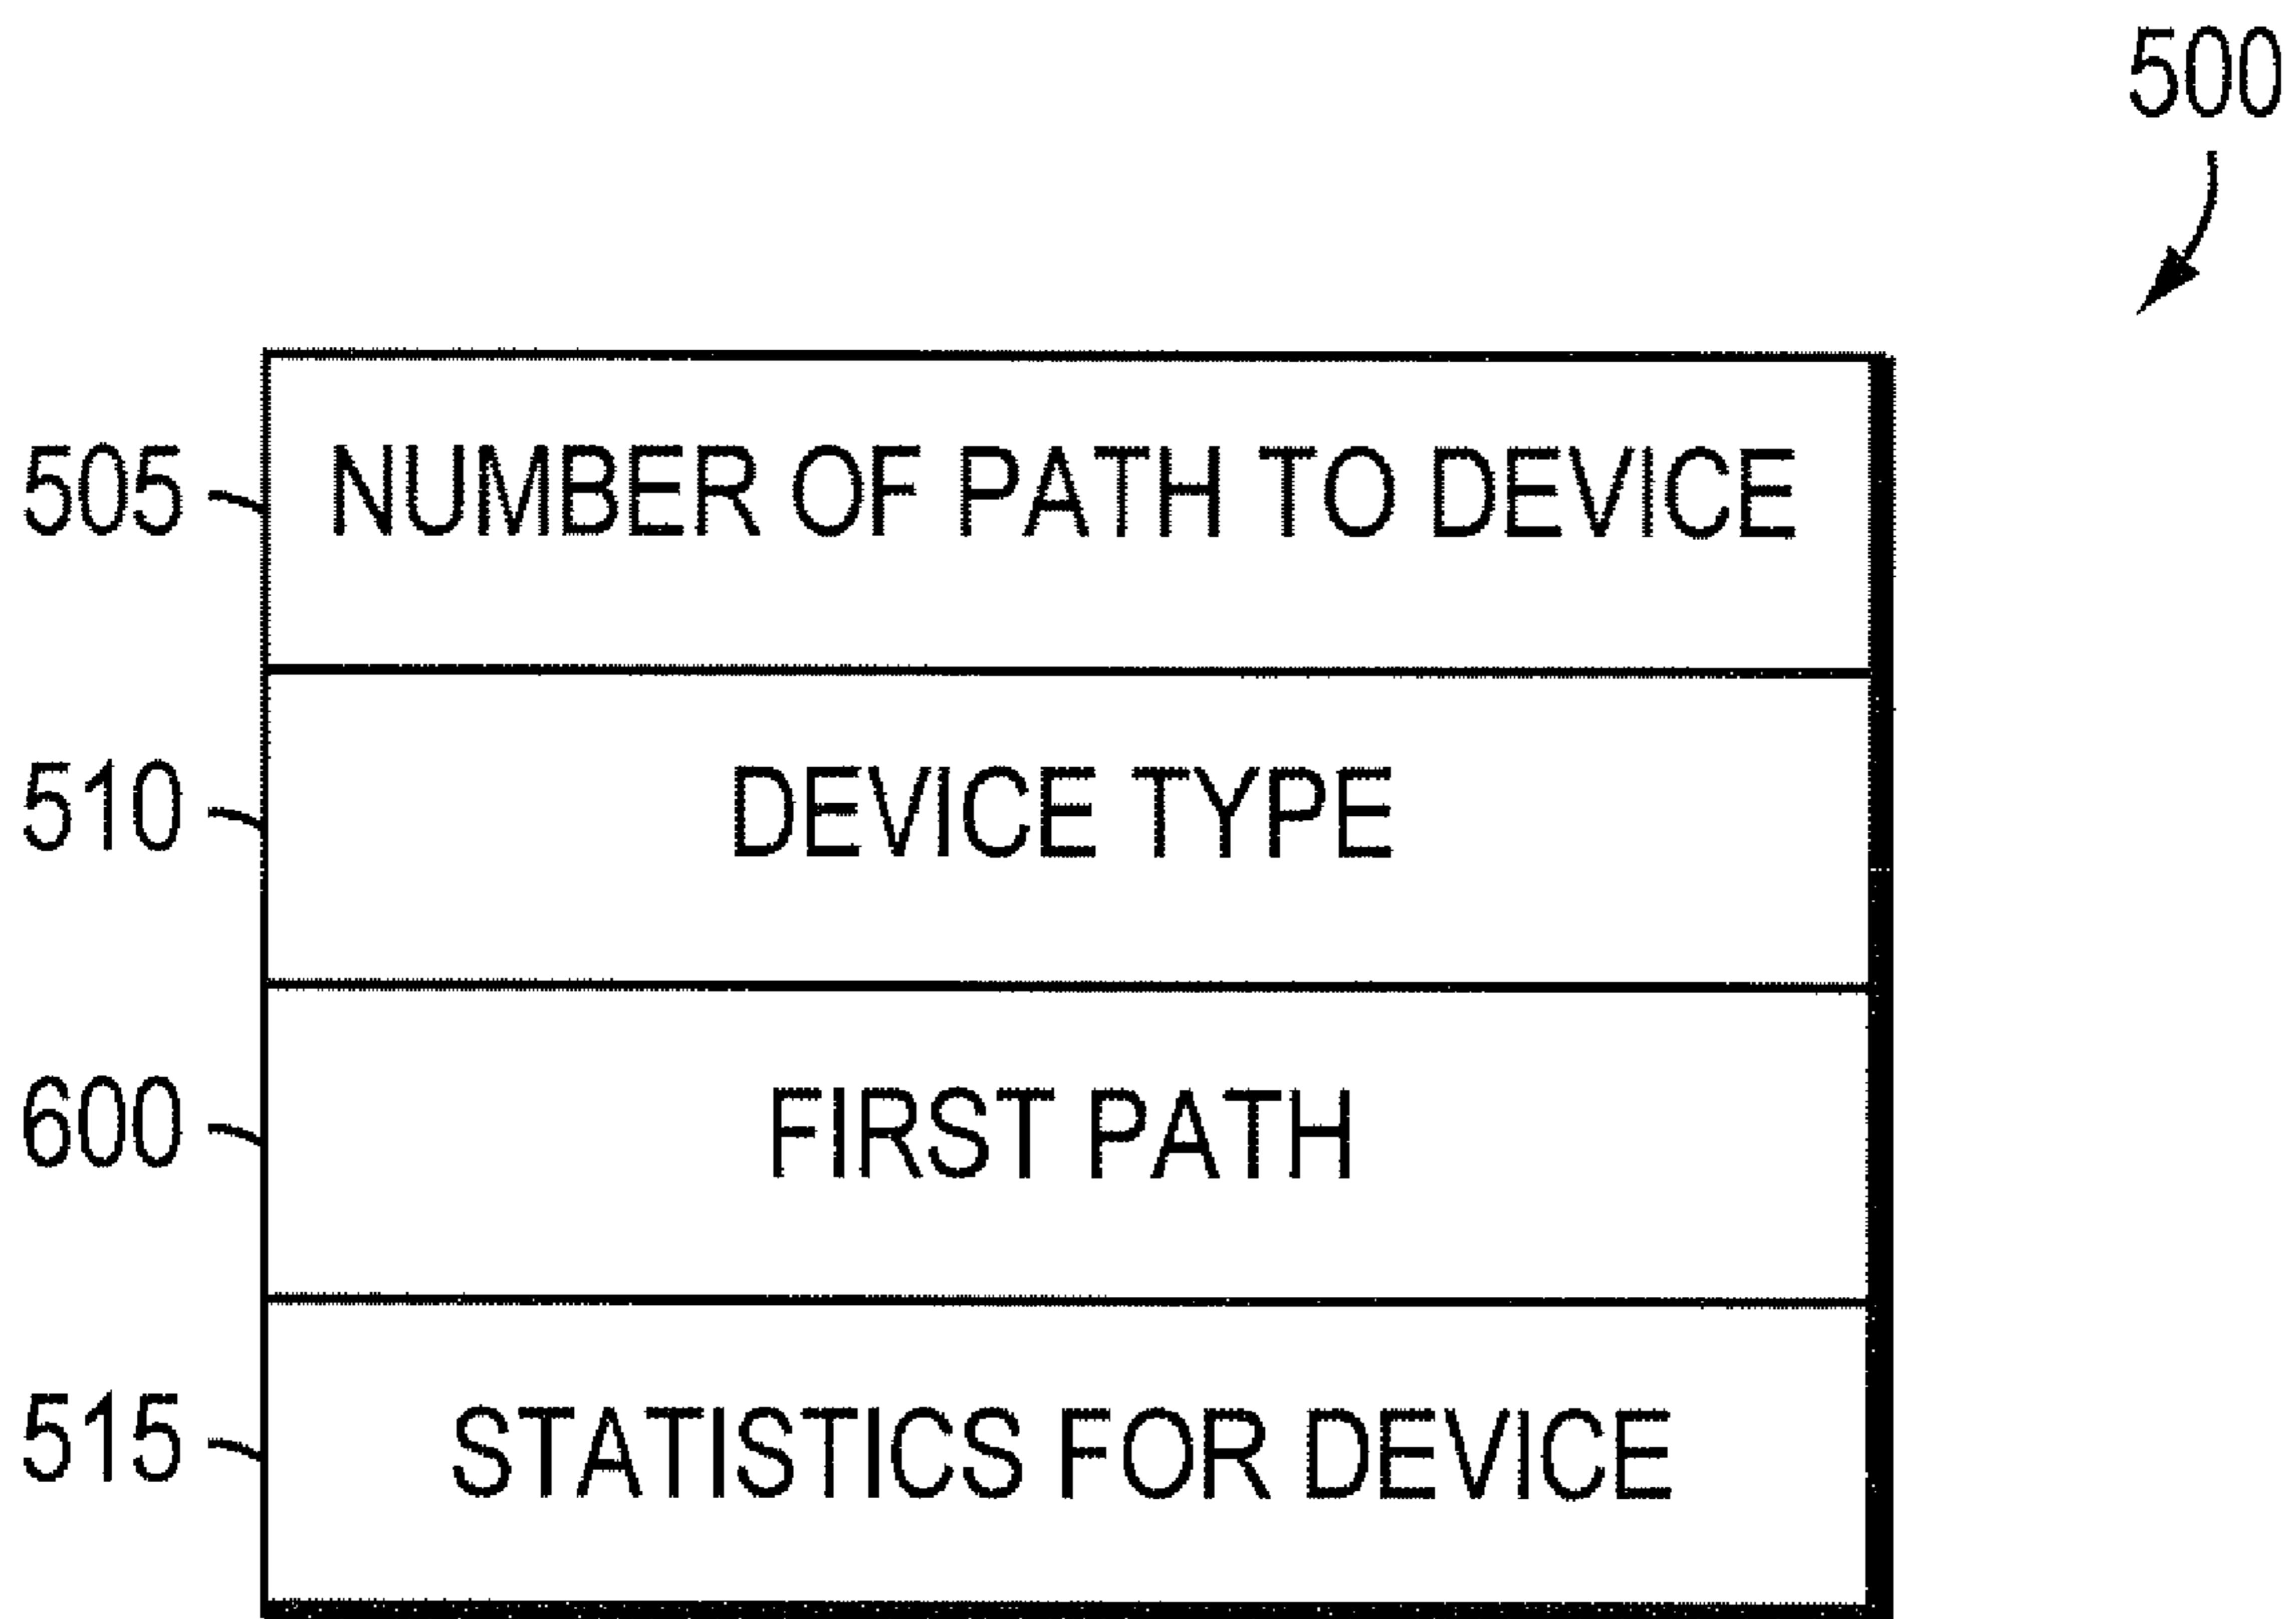 500
505 NUMBER OF PATH TO DEVICE
510 DEVICE TYPE
600 FIRST PATH
515 STATISTICS FOR DEVICE